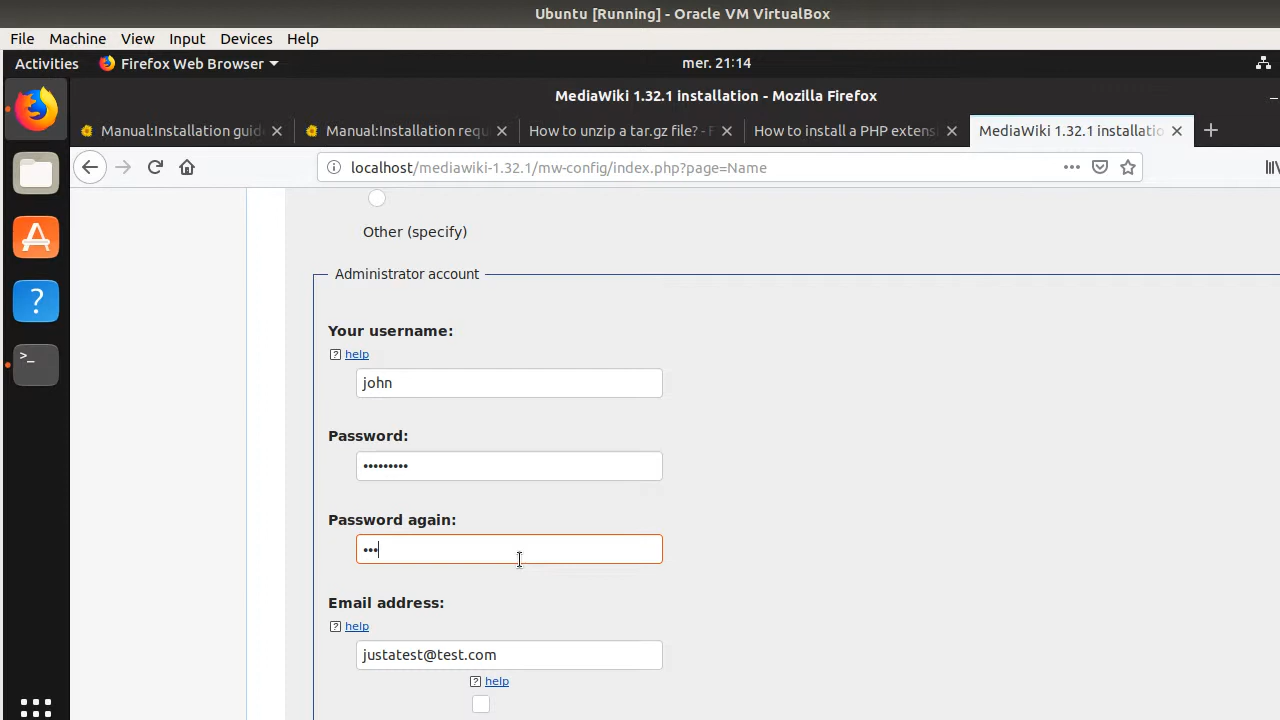 Ubuntu [Running] - Oracle VM VirtualBox
File Machine View Input Devices Help
Activities Firefox Web Browser mer. 21:14
MediaWiki 1.32.1 installation - Mozilla Firefox
Manual:Installation guid Manual:Installation requ How to unzip a tar.gz file? - F How to install a PHP extens MediaWiki 1.32.1 installatio
localhost/mediawiki-1.32.1/mw-config/index.php?page=Name
Other (specify)
Administrator account
Your username:
help
john
Password:
•••••••••
Password again:
•••
Email address:
help
justatest@test.com
help